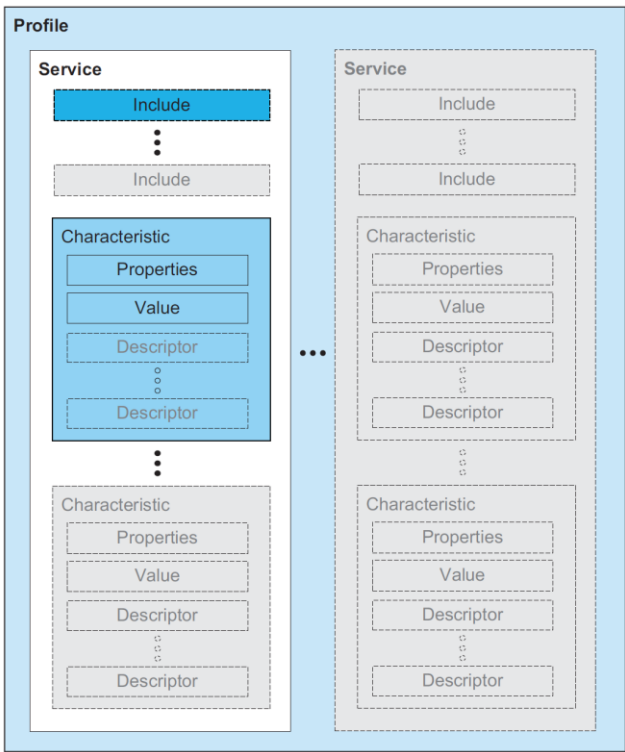 Profile
Service
Include
Include
Characteristic
Properties
Value
Descriptor
Descriptor
Characteristic
Properties
Value
Descriptor
Descriptor
Service
Include
Include
Characteristic
Properties
Value
Descriptor
Descriptor
Characteristic
Properties
Value
Descriptor
Descriptor